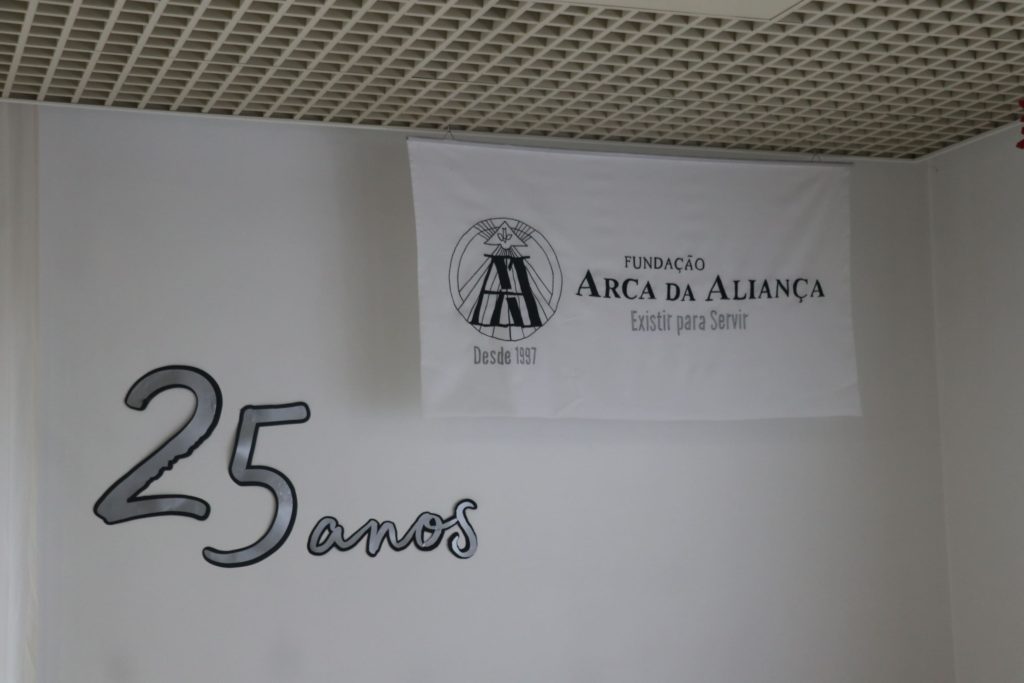 FUNDAÇÃO
ARCA DA ALIANÇA
Existir para Servir
Desde 1997
25 anos